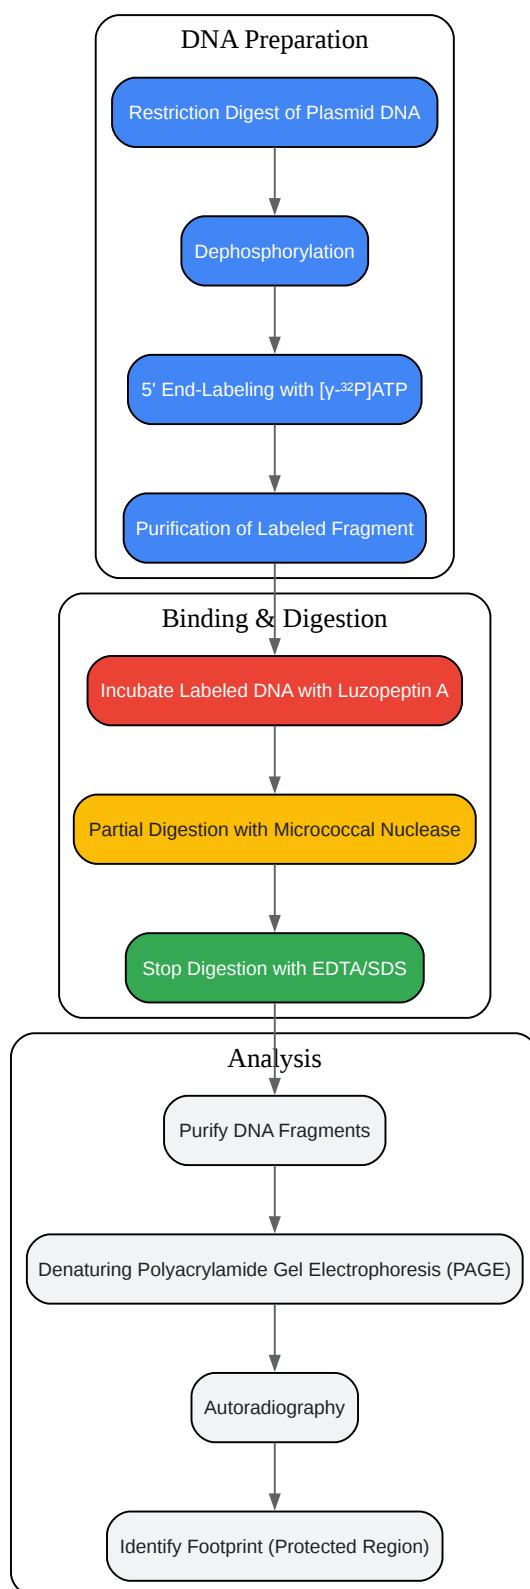 DNA Preparation
Restriction Digest of Plasmid DNA
Dephosphorylation
5' End-Labeling with [γ-³²P]ATP
Purification of Labeled Fragment
Binding & Digestion
Incubate Labeled DNA with Luzopeptin A
Partial Digestion with Micrococcal Nuclease
Stop Digestion with EDTA/SDS
Analysis
Purify DNA Fragments
Denaturing Polyacrylamide Gel Electrophoresis (PAGE)
Autoradiography
Identify Footprint (Protected Region)